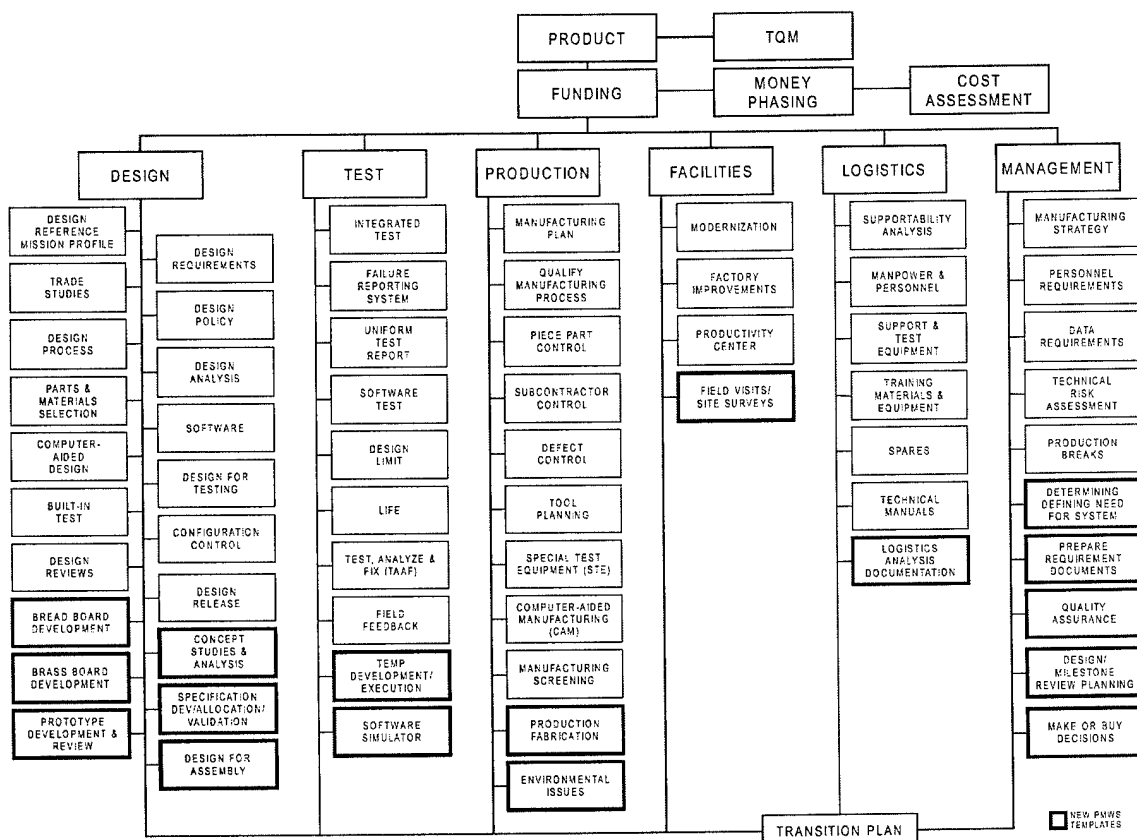 PRODUCT
TQM
FUNDING
MONEY
PHASING
COST
ASSESSMENT
DESIGN
TEST
PRODUCTION
FACILITIES
LOGISTICS
MANAGEMENT
DESIGN
REFERENCE
MISSION PROFILE
TRADE
STUDIES
DESIGN
PROCESS
PARTS &
MATERIALS
SELECTION
COMPUTER-
AIDED
DESIGN
BUILT-IN
TEST
DESIGN
REVIEWS
BREAD BOARD
DEVELOPMENT
BRASS BOARD
DEVELOPMENT
PROTOTYPE
DEVELOPMENT &
REVIEW
DESIGN
REQUIREMENTS
DESIGN
POLICY
DESIGN
ANALYSIS
SOFTWARE
DESIGN FOR
TESTING
CONFIGURATION
CONTROL
DESIGN
RELEASE
CONCEPT
STUDIES &
ANALYSIS
SPECIFICATION
DEV/ALLOCATION/
VALIDATION
DESIGN FOR
ASSEMBLY
INTEGRATED
TEST
FAILURE
REPORTING
SYSTEM
UNIFORM
TEST
REPORT
SOFTWARE
TEST
DESIGN
LIMIT
LIFE
TEST, ANALYZE &
FIX (TAAF)
FIELD
FEEDBACK
TEMP
DEVELOPMENT/
EXECUTION
SOFTWARE
SIMULATOR
MANUFACTURING
PLAN
QUALIFY
MANUFACTURING
PROCESS
PIECE PART
CONTROL
SUBCONTRACTOR
CONTROL
DEFECT
CONTROL
TOOL
PLANNING
SPECIAL TEST
EQUIPMENT (STE)
COMPUTER-AIDED
MANUFACTURING
(CAM)
MANUFACTURING
SCREENING
PRODUCTION
FABRICATION
ENVIRONMENTAL
ISSUES
MODERNIZATION
FACTORY
IMPROVEMENTS
PRODUCTIVITY
CENTER
FIELD VISITS/
SITE SURVEYS
SUPPORTABILITY
ANALYSIS
MANPOWER &
PERSONNEL
SUPPORT &
TEST
EQUIPMENT
TRAINING
MATERIALS &
EQUIPMENT
SPARES
TECHNICAL
MANUALS
LOGISTICS
ANALYSIS
DOCUMENTATION
MANUFACTURING
STRATEGY
PERSONNEL
REQUIREMENTS
DATA
REQUIREMENTS
TECHNICAL
RISK
ASSESSMENT
PRODUCTION
BREAKS
DETERMINING
DEFINING NEED
FOR SYSTEM
PREPARE
REQUIREMENT
DOCUMENTS
QUALITY
ASSURANCE
DESIGN/
MILESTONE
REVIEW PLANNING
MAKE OR BUY
DECISIONS
TRANSITION PLAN
NEW PMWS
TEMPLATES